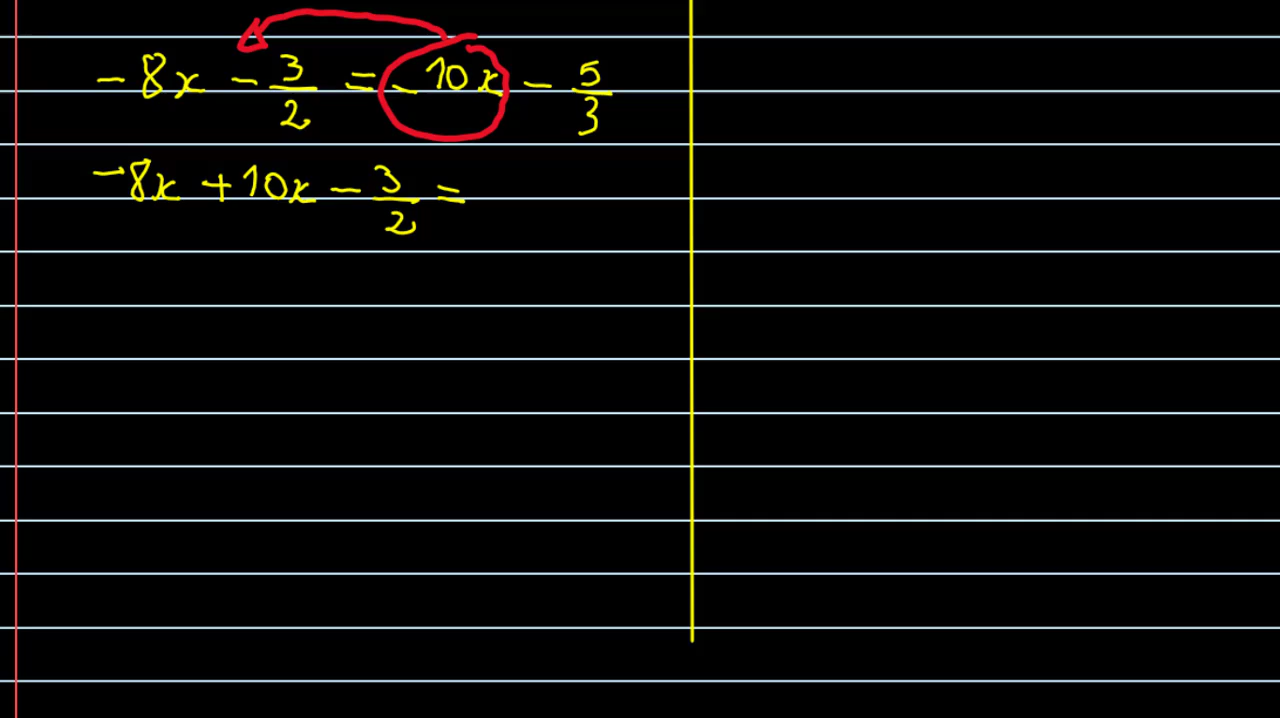 -8x - 3/2 = -10x - 5/3
-8x + 10x - 3/2 =